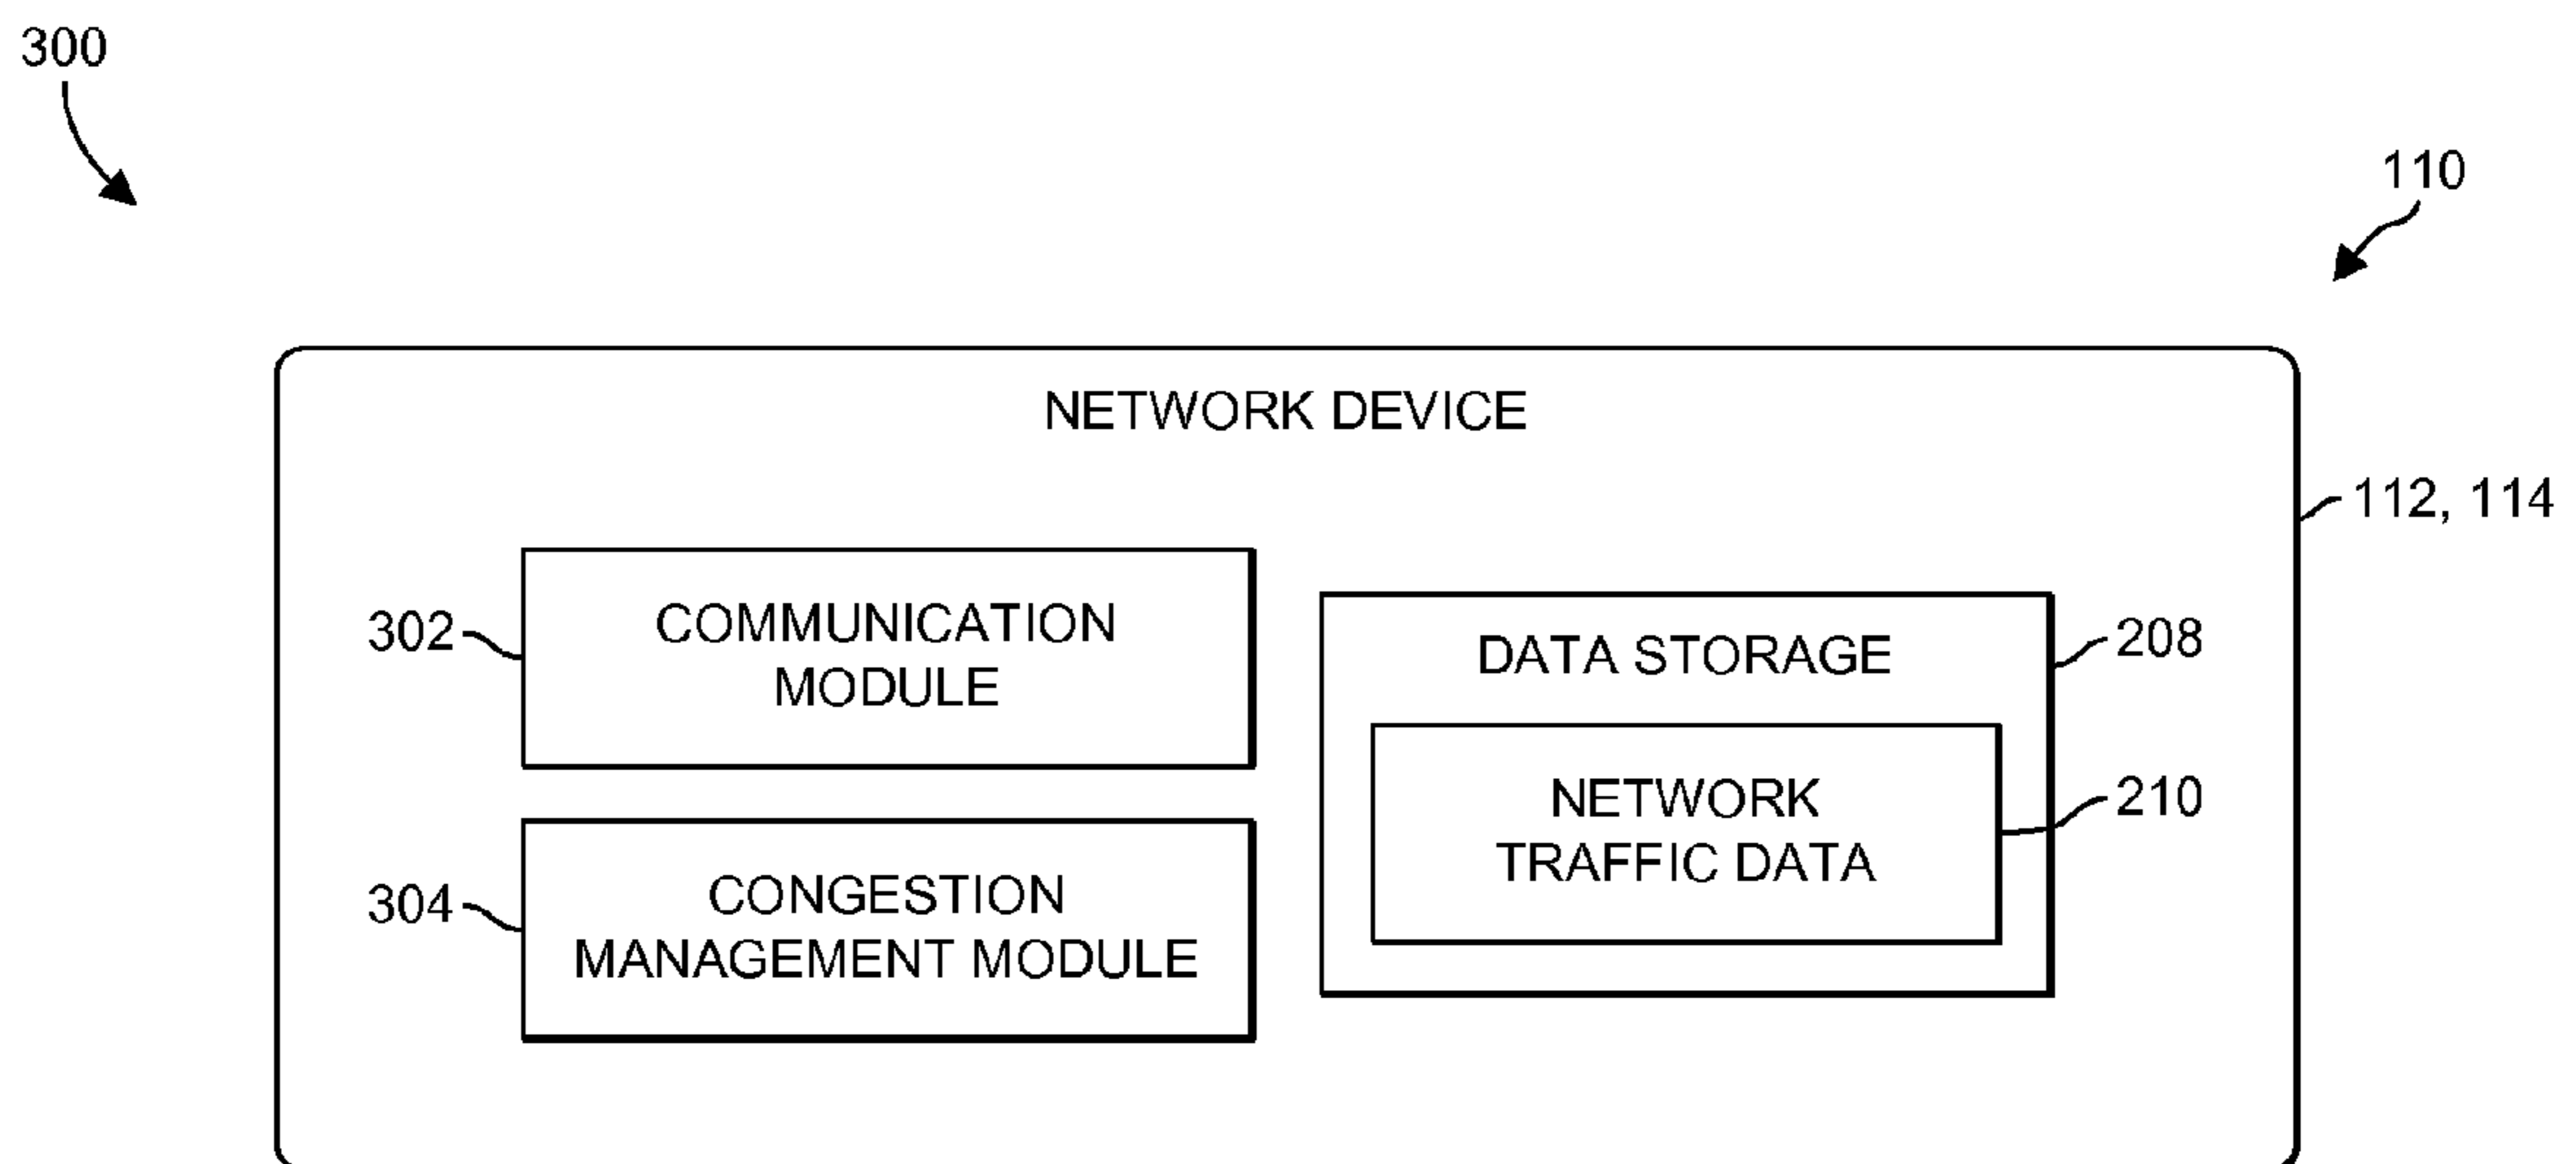 300
110
NETWORK DEVICE
112, 114
302
COMMUNICATION
MODULE
DATA STORAGE
208
NETWORK
TRAFFIC DATA
210
304
CONGESTION
MANAGEMENT MODULE